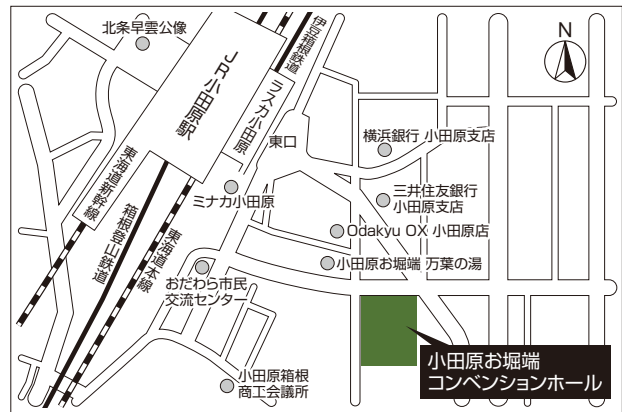 北条早雲公像
JR小田原駅
伊豆箱根鉄道
ラスカ小田原
東口
N
横浜銀行 小田原支店
三井住友銀行
小田原支店
ミナカ小田原
Odakyu OX 小田原店
小田原お堀端 万葉の湯
東海道新幹線
箱根登山鉄道
東海道本線
おだわら市民
交流センター
小田原箱根
商工会議所
小田原お堀端
コンベンションホール